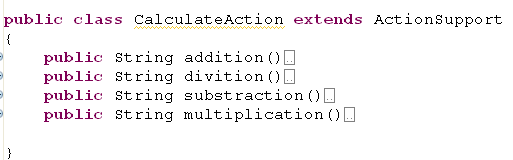 public class CalculateAction extends ActionSupport
{
public String addition()
public String divition()
public String substraction()
public String multiplication()
}